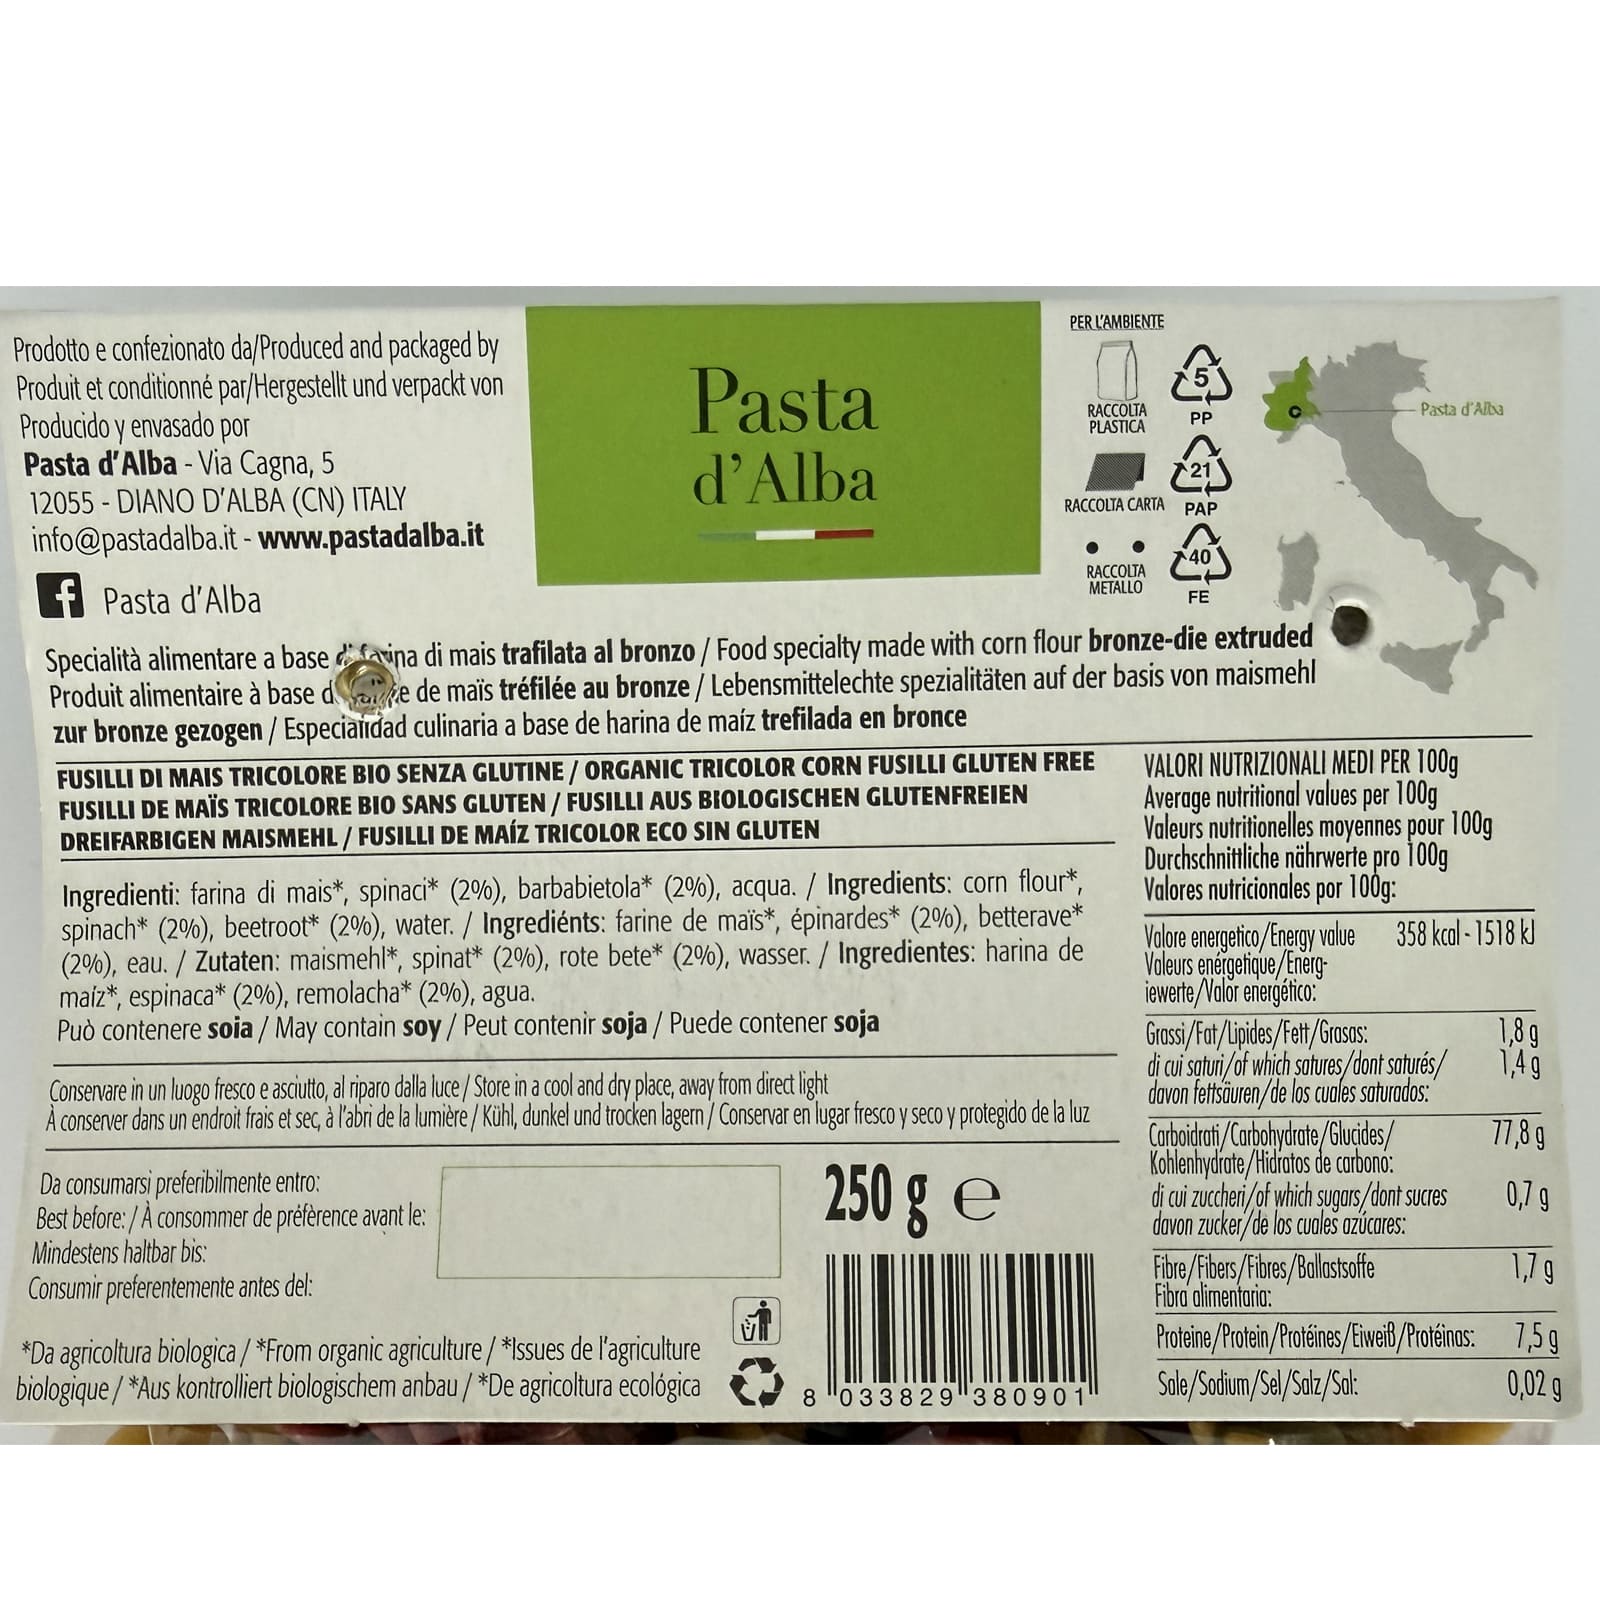 Prodotto e confezionato da/Produced and packaged by
Produit et conditionné par/Hergestellt und verpackt von
Producido y envasado por
Pasta d'Alba - Via Cagna, 5
12055 - DIANO D'ALBA (CN) ITALY
info@pastadalba.it - www.pastadalba.it
f Pasta d'Alba
Pasta
d'Alba
PER L'AMBIENTE
RACCOLTA
PLASTICA
5
PP
RACCOLTA CARTA
21
PAP
RACCOLTA
METALLO
40
FE
Pasta d'Alba
Specialità alimentare a base di farina di mais trafilata al bronzo / Food specialty made with corn flour bronze-die extruded
Produit alimentaire à base de maïs tréfilée au bronze / Lebensmittelechte spezialitäten auf der basis von maismehl
zur bronze gezogen / Especialidad culinaria a base de harina de maíz trefilada en bronce
FUSILLI DI MAIS TRICOLORE BIO SENZA GLUTINE / ORGANIC TRICOLOR CORN FUSILLI GLUTEN FREE
FUSILLI DE MAÏS TRICOLORE BIO SANS GLUTEN / FUSILLI AUS BIOLOGISCHEN GLUTENFREIEN
DREIFARBIGEN MAISMEHL / FUSILLI DE MAÍZ TRICOLOR ECO SIN GLUTEN
Ingredienti: farina di mais*, spinaci* (2%), barbabietola* (2%), acqua. / Ingredients: corn flour*,
spinach* (2%), beetroot* (2%), water. / Ingrediénts: farine de maïs*, épinardes* (2%), betterave*
(2%), eau. / Zutaten: maismehl*, spinat* (2%), rote bete* (2%), wasser. / Ingredientes: harina de
maíz*, espinaca* (2%), remolacha* (2%), agua.
Può contenere soia / May contain soy / Peut contenir soja / Puede contener soja
Conservare in un luogo fresco e asciutto, al riparo dalla luce / Store in a cool and dry place, away from direct light
À conserver dans un endroit frais et sec, à l'abri de la lumière / Kühl, dunkel und trocken lagern / Conservar en lugar fresco y seco y protegido de la luz
Da consumarsi preferibilmente entro:
Best before: / À consommer de préfèrence avant le:
Mindestens haltbar bis:
Consumir preferentemente antes del:
250 g e
*Da agricoltura biologica / *From organic agriculture / *Issues de l'agriculture
biologique / *Aus kontrolliert biologischem anbau / *De agricoltura ecológica
8 033829 380901
VALORI NUTRIZIONALI MEDI PER 100g
Average nutritional values per 100g
Valeurs nutritionelles moyennes pour 100g
Durchschnittliche nährwerte pro 100g
Valores nutricionales por 100g:
Valore energetico/Energy value 358 kcal - 1518 kJ
Valeurs enérgetique/Energ-
iewerte/Valor energético:
Grassi/Fat/Lipides/Fett/Grasas: 1,8 g
di cui saturi/of which satures/dont saturés/ 1,4 g
davon fettsäuren/de los cuales saturados:
Carboidrati/Carbohydrate/Glucides/ 77,8 g
Kohlenhydrate/Hidratos de carbono:
di cui zuccheri/of which sugars/dont sucres 0,7 g
davon zucker/de los cuales azúcares:
Fibre/Fibers/Fibres/Ballastsoffe 1,7 g
Fibra alimentaria:
Proteine/Protein/Protéines/Eiweiß/Protéinas: 7,5 g
Sale/Sodium/Sel/Salz/Sal: 0,02 g